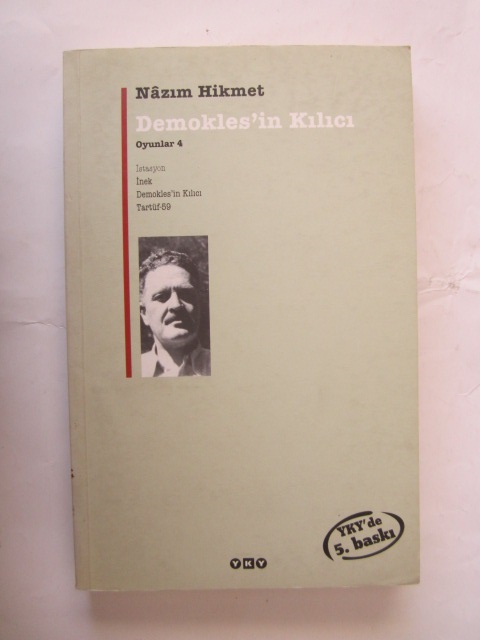 Nâzım Hikmet
Demokles'in Kılıcı
Oyunlar 4
İstasyon
İnek
Demokles'in Kılıcı
Tartüf-59
YKY'de
5. baskı
YKY